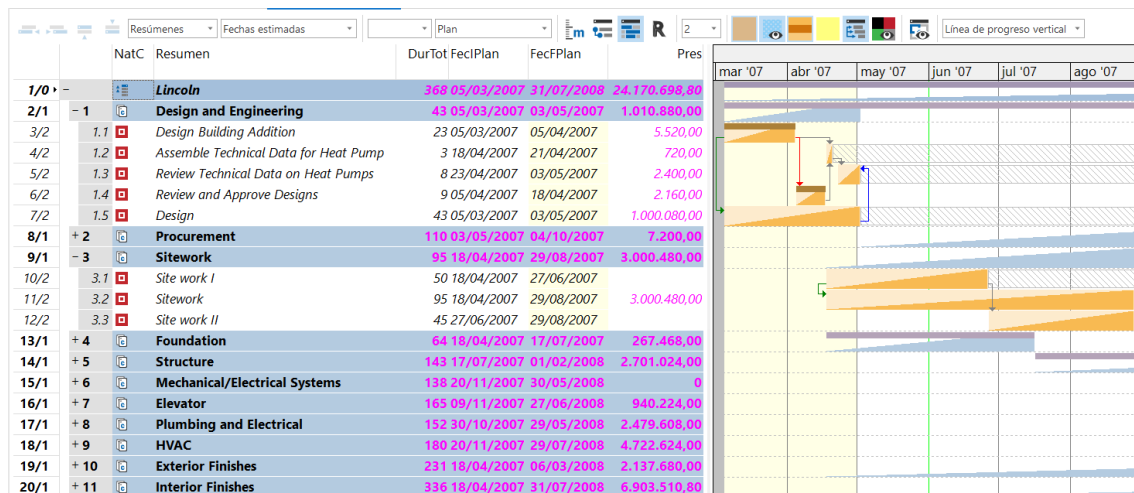 Resúmenes Fechas estimadas Plan m R 2 Línea de progreso vertical
NatC Resumen DurTot FecIPlan FecFPlan Pres
mar '07 abr '07 may '07 jun '07 jul '07 ago '07
1/0 - Lincoln 368 05/03/2007 31/07/2008 24.170.698,80
2/1 - 1 Design and Engineering 43 05/03/2007 03/05/2007 1.010.880,00
3/2 1.1 Design Building Addition 23 05/03/2007 05/04/2007 5.520,00
4/2 1.2 Assemble Technical Data for Heat Pump 3 18/04/2007 21/04/2007 720,00
5/2 1.3 Review Technical Data on Heat Pumps 8 23/04/2007 03/05/2007 2.400,00
6/2 1.4 Review and Approve Designs 9 05/04/2007 18/04/2007 2.160,00
7/2 1.5 Design 43 05/03/2007 03/05/2007 1.000.080,00
8/1 + 2 Procurement 110 03/05/2007 04/10/2007 7.200,00
9/1 - 3 Sitework 95 18/04/2007 29/08/2007 3.000.480,00
10/2 3.1 Site work I 50 18/04/2007 27/06/2007
11/2 3.2 Sitework 95 18/04/2007 29/08/2007 3.000.480,00
12/2 3.3 Site work II 45 27/06/2007 29/08/2007
13/1 + 4 Foundation 64 18/04/2007 17/07/2007 267.468,00
14/1 + 5 Structure 143 17/07/2007 01/02/2008 2.701.024,00
15/1 + 6 Mechanical/Electrical Systems 138 20/11/2007 30/05/2008 0
16/1 + 7 Elevator 165 09/11/2007 27/06/2008 940.224,00
17/1 + 8 Plumbing and Electrical 152 30/10/2007 29/05/2008 2.479.608,00
18/1 + 9 HVAC 180 20/11/2007 29/07/2008 4.722.624,00
19/1 + 10 Exterior Finishes 231 18/04/2007 06/03/2008 2.137.680,00
20/1 + 11 Interior Finishes 336 18/04/2007 31/07/2008 6.903.510,80